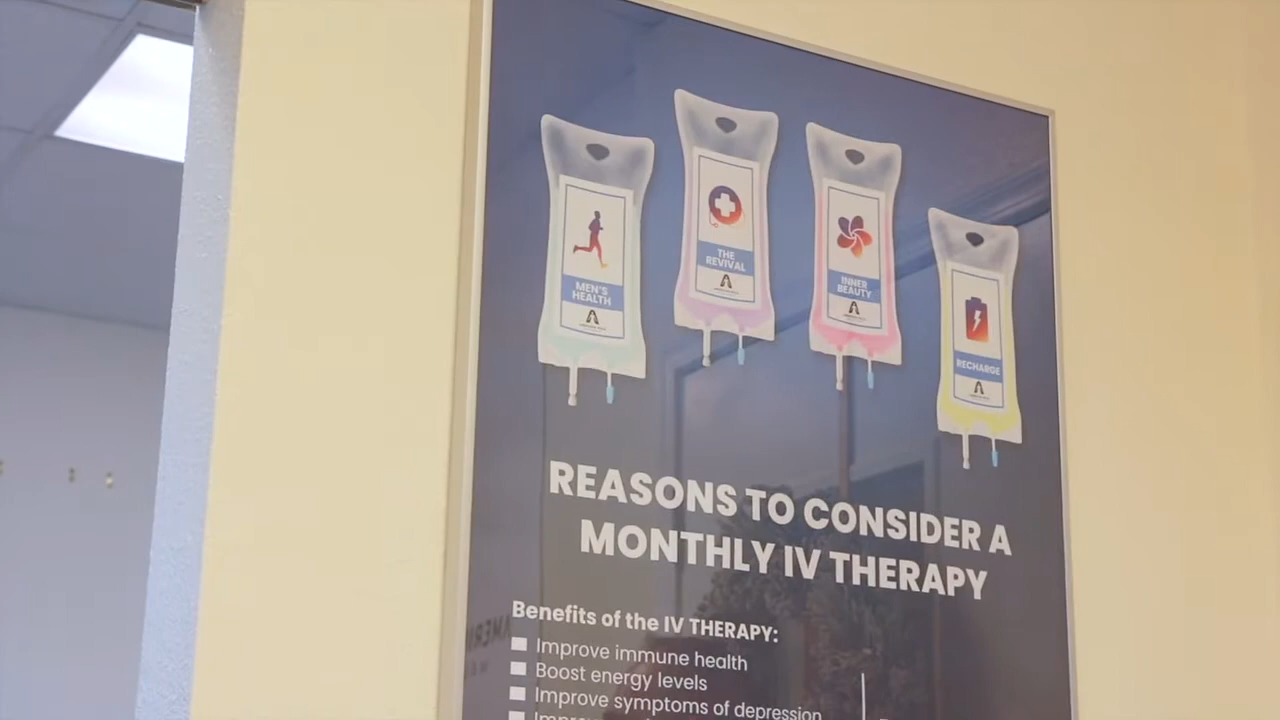 MEN'S
HEALTH
THE
REVIVAL
INNER
BEAUTY
RECHARGE
REASONS TO CONSIDER A
MONTHLY IV THERAPY
Benefits of the IV THERAPY:
Improve immune health
Boost energy levels
Improve symptoms of depression